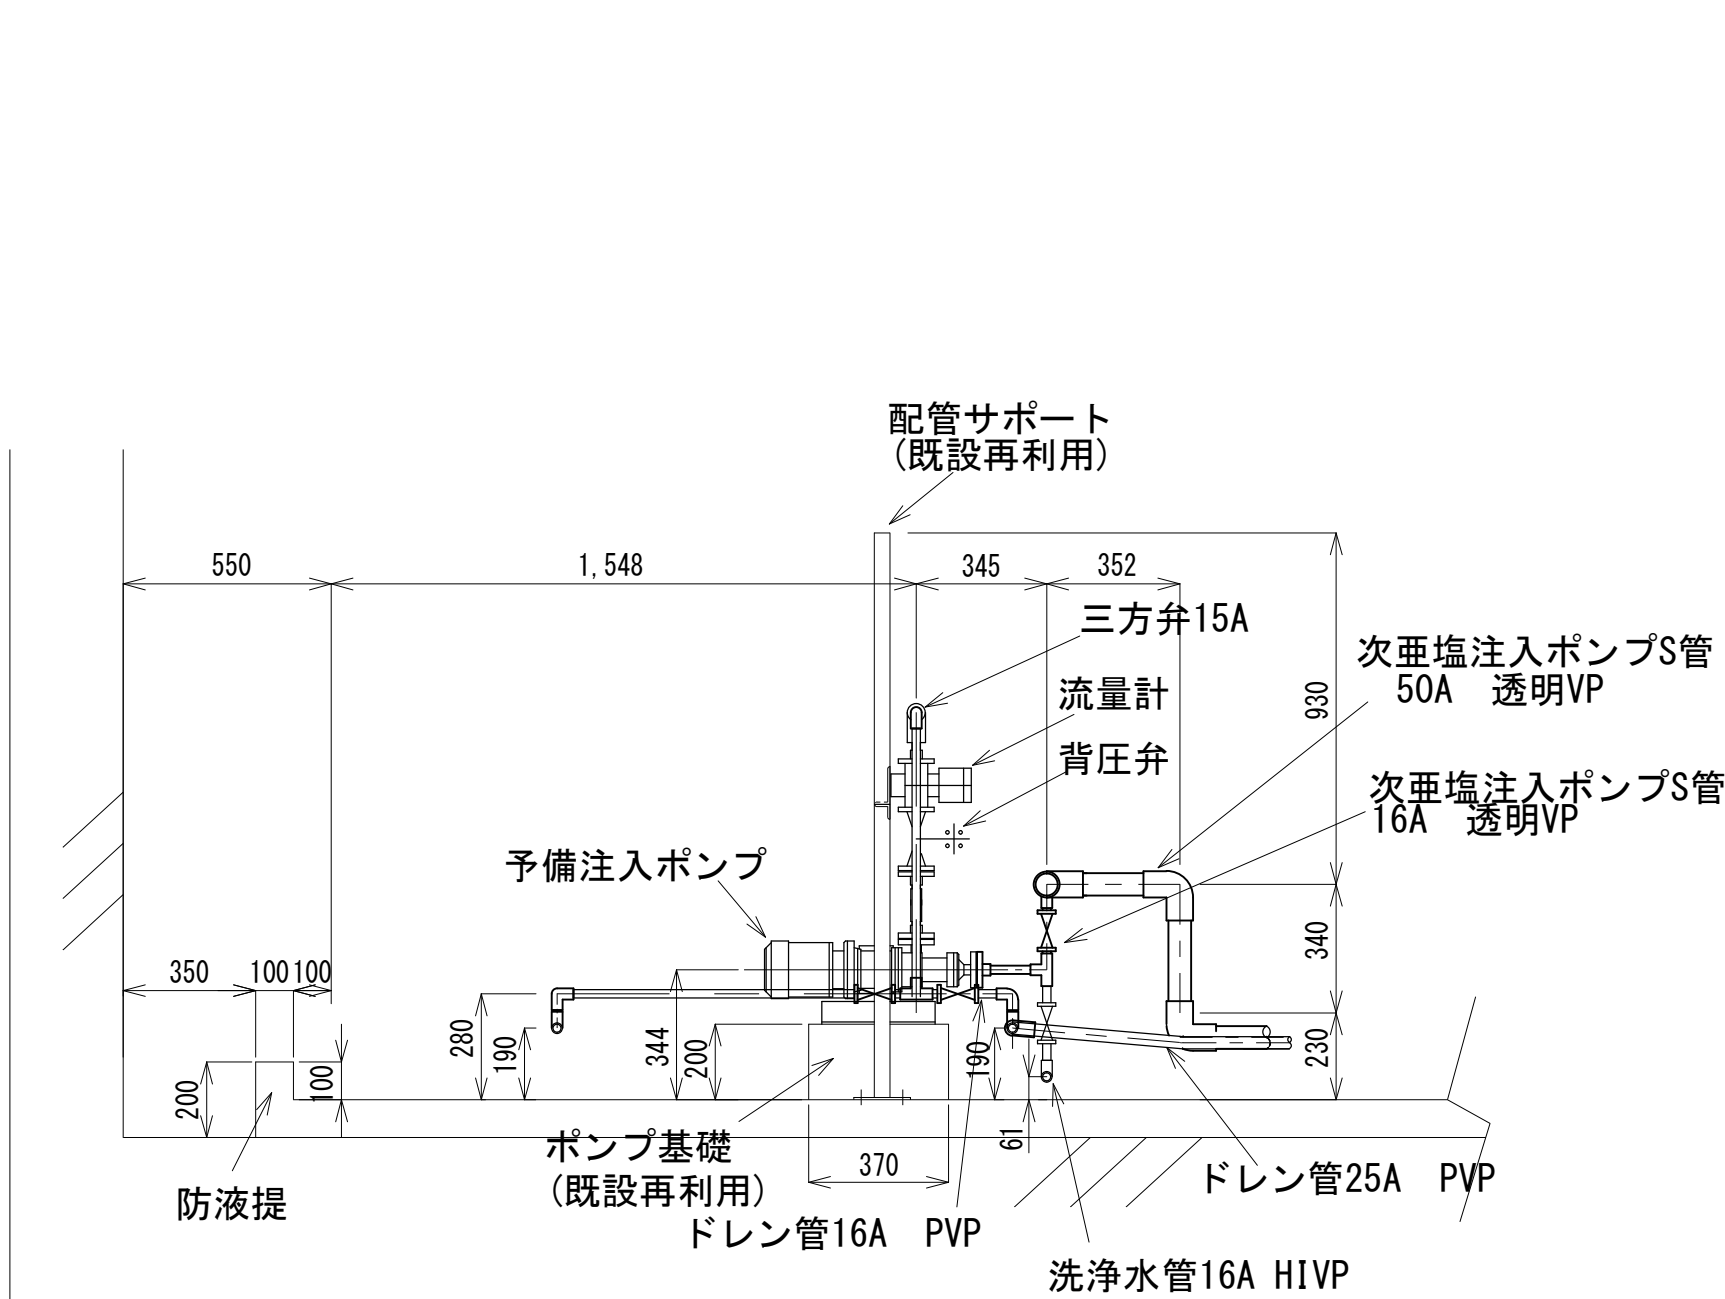 配管サポート
(既設再利用)
550
1,548
345
352
三方弁15A
次亜塩注入ポンプS管
50A　透明VP
流量計
930
背圧弁
次亜塩注入ポンプS管
16A　透明VP
予備注入ポンプ
340
350
100
100
280
190
344
200
190
230
200
100
61
ポンプ基礎
(既設再利用)
370
ドレン管25A　PVP
防液提
ドレン管16A　PVP
洗浄水管16A HIVP